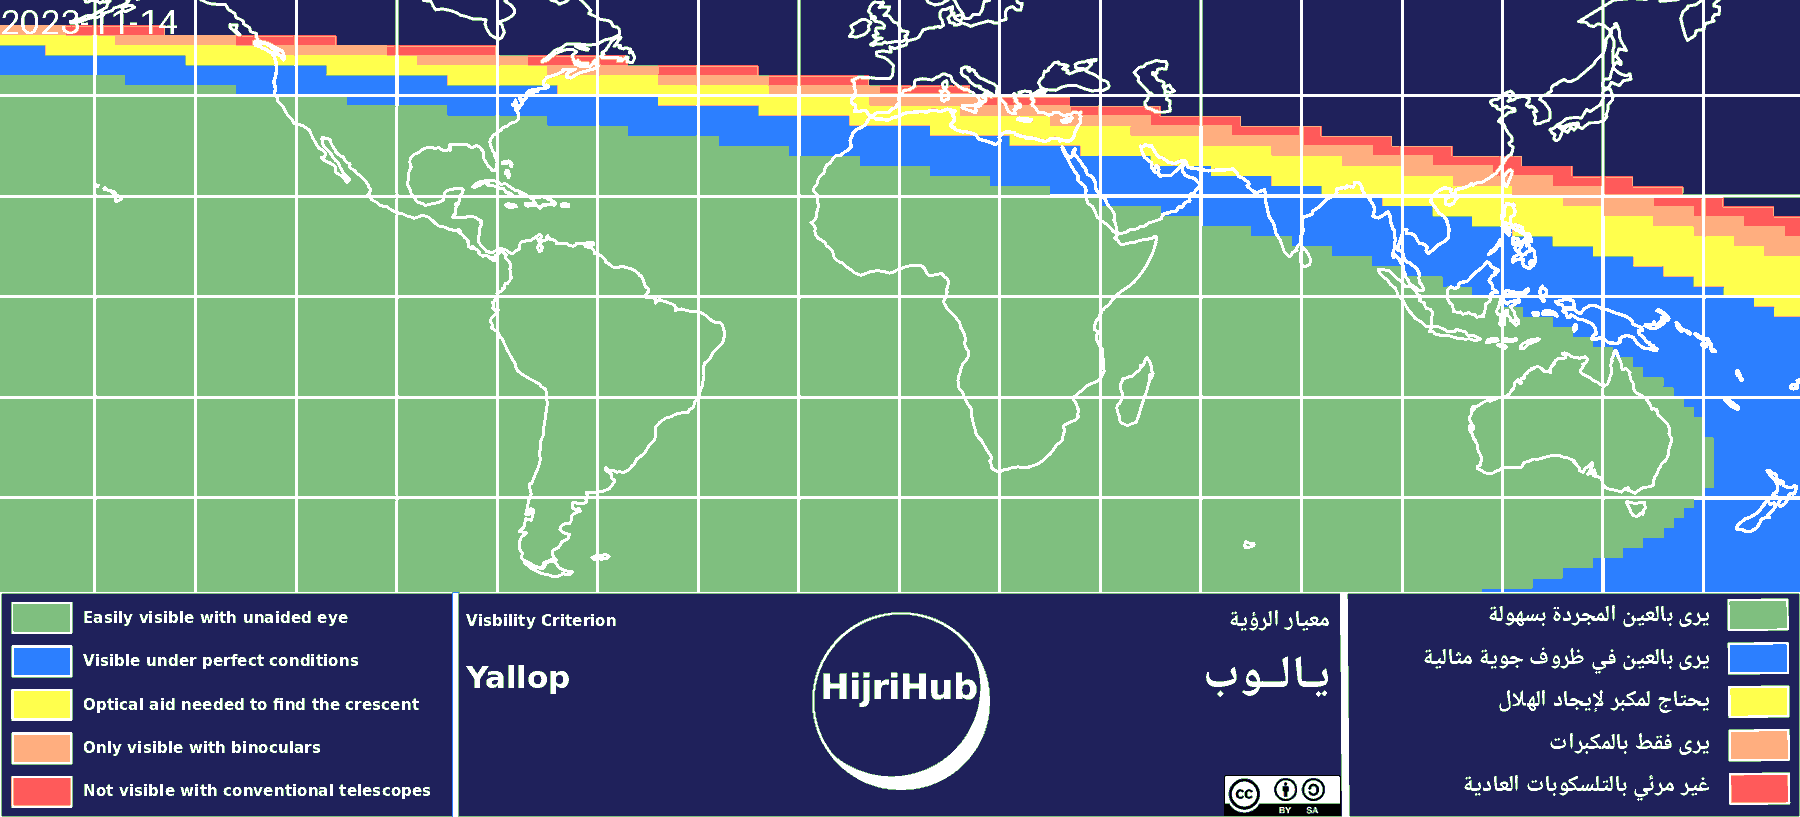 2023-11-14
Easily visible with unaided eye
Visible under perfect conditions
Optical aid needed to find the crescent
Only visible with binoculars
Not visible with conventional telescopes
Visbility Criterion
Yallop
HijriHub
معيار الرؤية
يـالــوب
cc
BY SA
يرى بالعين المجردة بسهولة
يرى بالعين في ظروف جوية مثالية
يحتاج لمكبر لإيجاد الهلال
يرى فقط بالمكبرات
غير مرئي بالتلسكوبات العادية